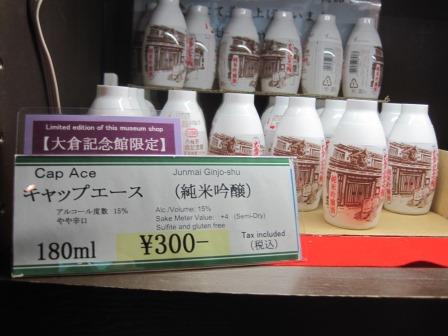 Limited edition of this museum shop
【大倉記念館限定】
Cap Ace
Junmai Ginjo-shu
キャップエース
(純米吟醸)
アルコール度数 15%
やや辛口
Alc./Volume: 15%
Sake Meter Value: +4 (Semi-Dry)
Sulfite and gluten free
180ml
¥300-
Tax included
(税込)